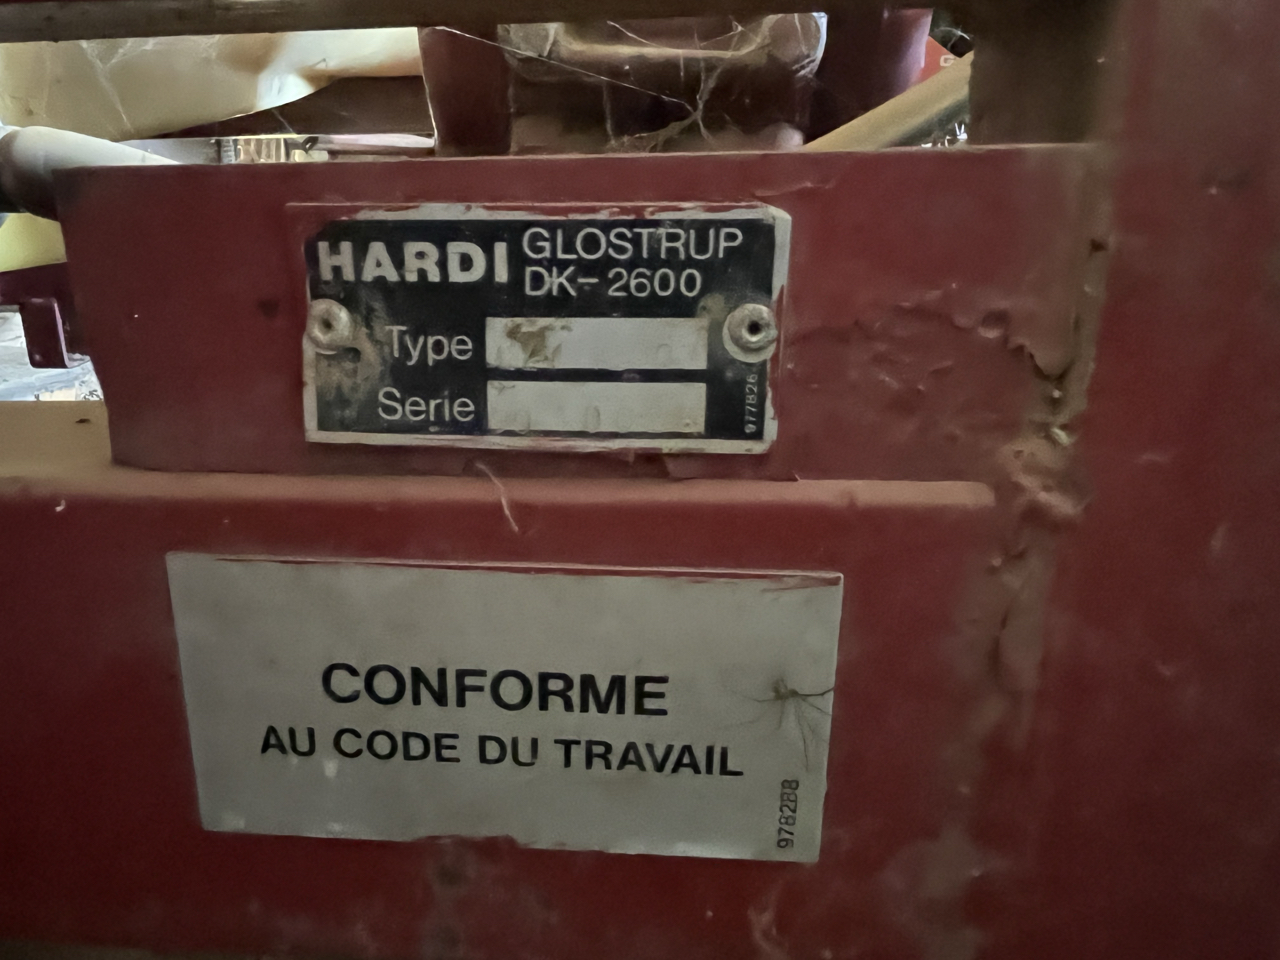 HARDI
GLOSTRUP
DK-2600
Type
Serie
977826
CONFORME
AU CODE DU TRAVAIL
978288